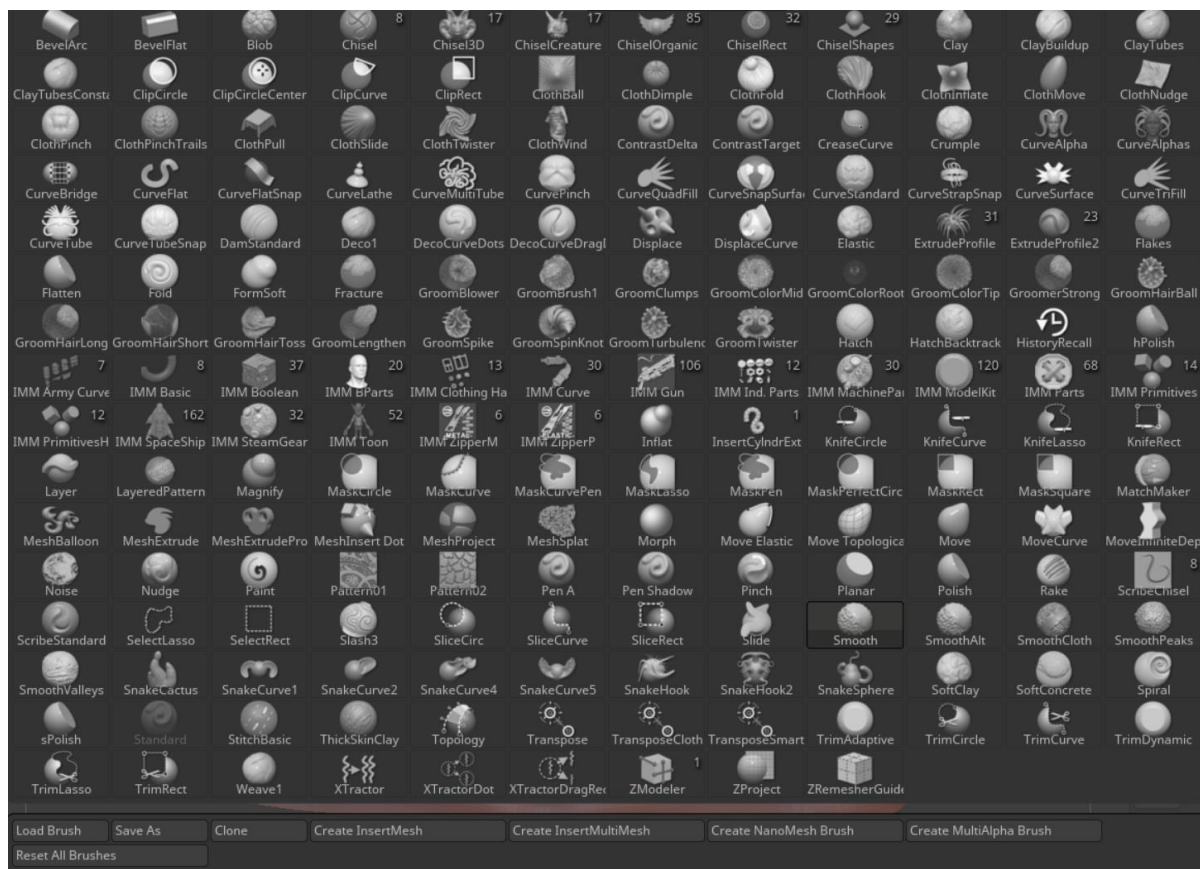 8 17 17 85 32 29
BevelArc BevelFlat Blob Chisel Chisel3D ChiselCreature ChiselOrganic ChiselRect ChiselShapes Clay ClayBuildup ClayTubes
ClayTubesConsta ClipCircle ClipCircleCenter ClipCurve ClipRect ClothBall ClothDimple ClothFold ClothHook ClothInflate ClothMove ClothNudge
ClothPinch ClothPinchTrails ClothPull ClothSlide ClothTwister ClothWind ContrastDelta ContrastTarget CreaseCurve Crumple CurveAlpha CurveAlphas
CurveBridge CurveFlat CurveFlatSnap CurveLathe CurveMultiTube CurvePinch CurveQuadFill CurveSnapSurfa CurveStandard CurveStrapSnap CurveSurface CurveTriFill
31 23
CurveTube CurveTubeSnap DamStandard Deco1 DecoCurveDots DecoCurveDragD Displace DisplaceCurve Elastic ExtrudeProfile ExtrudeProfile2 Flakes
Flatten Fold FormSoft Fracture GroomBlower GroomBrush1 GroomClumps GroomColorMid GroomColorRoot GroomColorTip GroomerStrong GroomHairBall
GroomHairLong GroomHairShort GroomHairToss GroomLengthen GroomSpike GroomSpinKnot GroomTurbulenc GroomTwister Hatch HatchBacktrack HistoryRecall hPolish
7 8 37 20 13 30 106 12 30 120 68 14
IMM Army Curve IMM Basic IMM Boolean IMM BParts IMM Clothing Ha IMM Curve IMM Gun IMM Ind. Parts IMM MachinePar IMM ModelKit IMM Parts IMM Primitives
12 162 32 52 6 6 1
IMM PrimitivesH IMM SpaceShip IMM SteamGear IMM Toon IMM ZipperM IMM ZipperP Inflat InsertCylndrExt KnifeCircle KnifeCurve KnifeLasso KnifeRect
Layer LayeredPattern Magnify MaskCircle MaskCurve MaskCurvePen MaskLasso MaskPen MaskPerfectCirc MaskRect MaskSquare MatchMaker
MeshBalloon MeshExtrude MeshExtrudePro MeshInsert Dot MeshProject MeshSplat Morph Move Elastic Move Topologica Move MoveCurve MoveInfiniteDep
8
Noise Nudge Paint Pattern01 Pattern02 Pen A Pen Shadow Pinch Planar Polish Rake ScribeChisel
ScribeStandard SelectLasso SelectRect Slash3 SliceCirc SliceCurve SliceRect Slide Smooth SmoothAlt SmoothCloth SmoothPeaks
SmoothValleys SnakeCactus SnakeCurve1 SnakeCurve2 SnakeCurve4 SnakeCurve5 SnakeHook SnakeHook2 SnakeSphere SoftClay SoftConcrete Spiral
sPolish Standard StitchBasic ThickSkinClay Topology Transpose TransposeCloth TransposeSmart TrimAdaptive TrimCircle TrimCurve TrimDynamic
1
TrimLasso TrimRect Weave1 XTractor XTractorDot XTractorDragRec ZModeler ZProject ZRemesherGuide
Load Brush Save As Clone Create InsertMesh Create InsertMultiMesh Create NanoMesh Brush Create MultiAlpha Brush
Reset All Brushes